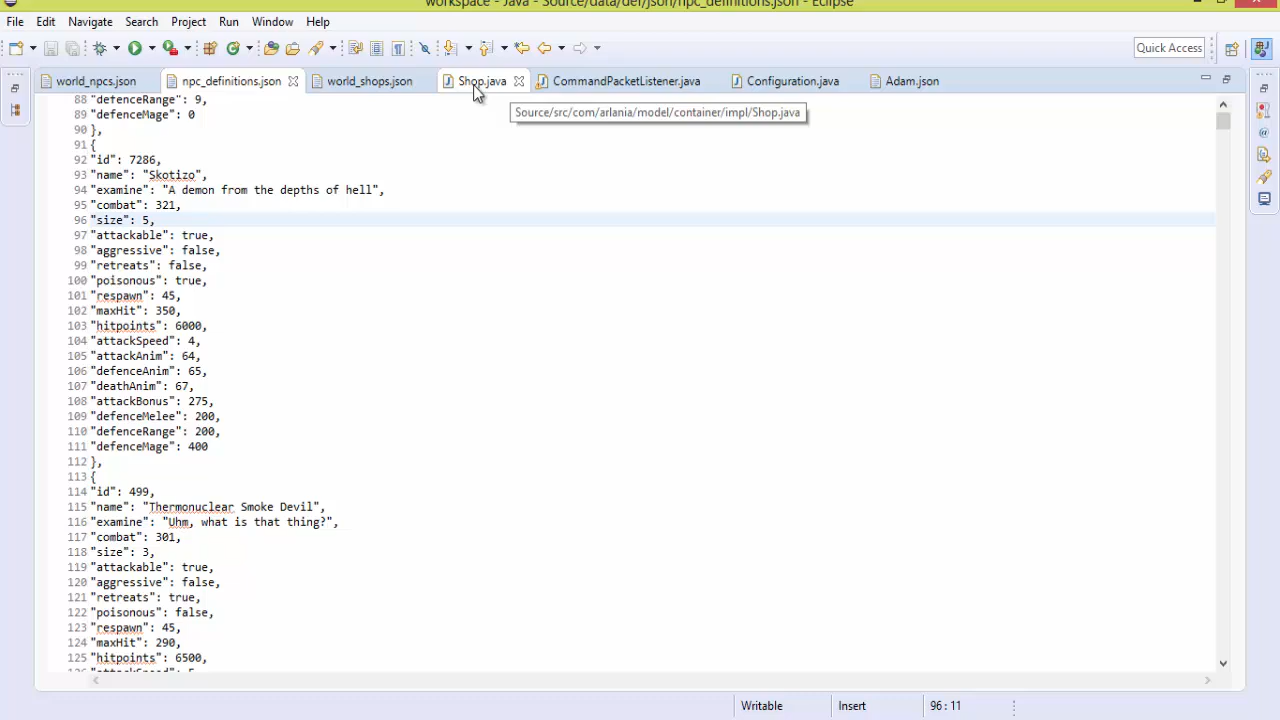 workspace - Java - Source/data/def/json/npc_definitions.json - Eclipse
File Edit Navigate Search Project Run Window Help
Quick Access
world_npcs.json npc_definitions.json world_shops.json Shop.java CommandPacketListener.java Configuration.java Adam.json
Source/src/com/arlania/model/container/impl/Shop.java
88 "defenceRange": 9,
89 "defenceMage": 0
90 },
91 {
92 "id": 7286,
93 "name": "Skotizo",
94 "examine": "A demon from the depths of hell",
95 "combat": 321,
96 "size": 5,
97 "attackable": true,
98 "aggressive": false,
99 "retreats": false,
100 "poisonous": true,
101 "respawn": 45,
102 "maxHit": 350,
103 "hitpoints": 6000,
104 "attackSpeed": 4,
105 "attackAnim": 64,
106 "defenceAnim": 65,
107 "deathAnim": 67,
108 "attackBonus": 275,
109 "defenceMelee": 200,
110 "defenceRange": 200,
111 "defenceMage": 400
112 },
113 {
114 "id": 499,
115 "name": "Thermonuclear Smoke Devil",
116 "examine": "Uhm, what is that thing?",
117 "combat": 301,
118 "size": 3,
119 "attackable": true,
120 "aggressive": false,
121 "retreats": true,
122 "poisonous": false,
123 "respawn": 45,
124 "maxHit": 290,
125 "hitpoints": 6500,
Writable Insert 96 : 11